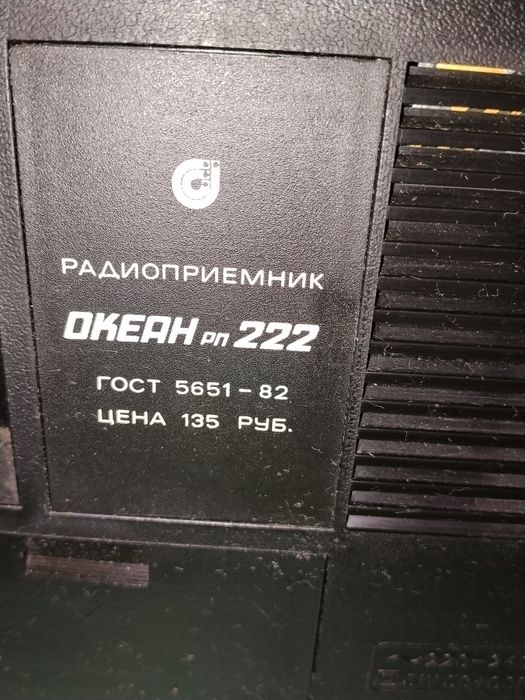 РАДИОПРИЕМНИК
ОКЕАН РП 222
ГОСТ 5651-82
ЦЕНА 135 РУБ.